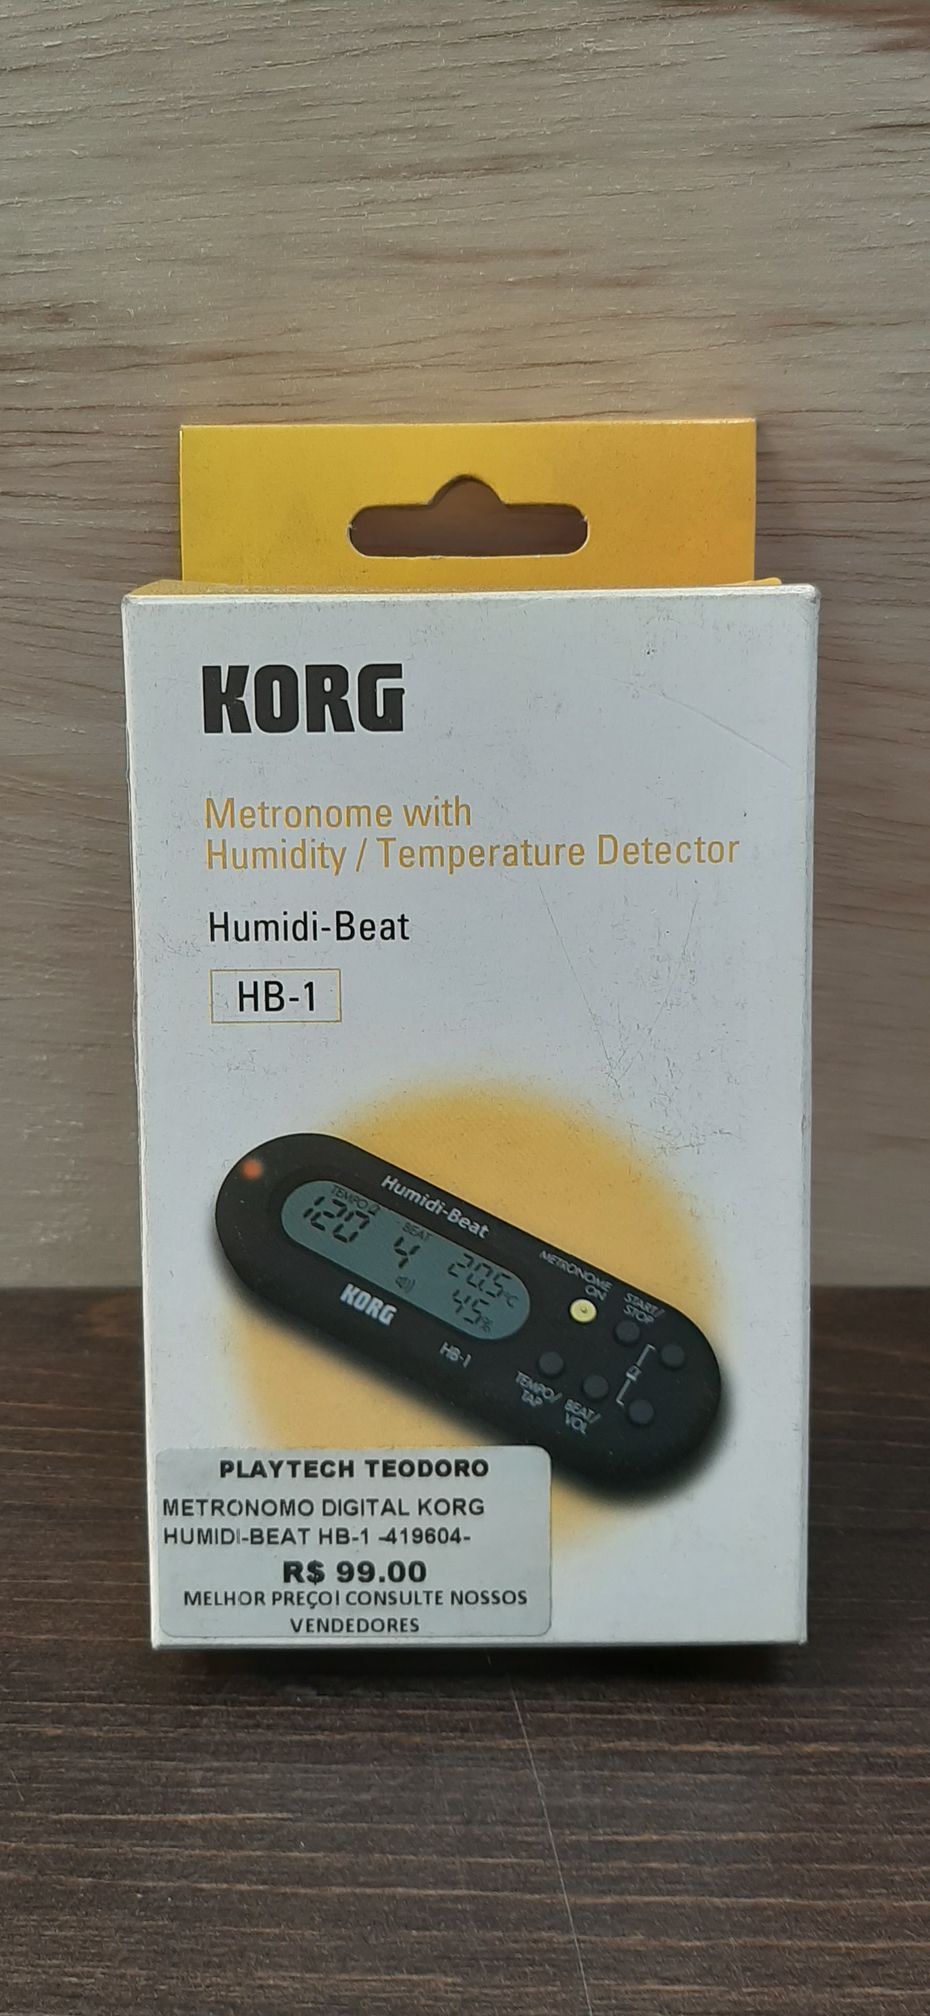 KORG
Metronome with
Humidity / Temperature Detector
Humidi-Beat
HB-1
Humidi-Beat
TEMPO
BEAT
120
4
20.5°C
45%
KORG
HB-1
METRONOME
ON
START/
STOP
TEMPO/
TAP
BEAT/
VOL
PLAYTECH TEODORO
METRONOMO DIGITAL KORG
HUMIDI-BEAT HB-1 -419604-
R$ 99.00
MELHOR PREÇO! CONSULTE NOSSOS
VENDEDORES